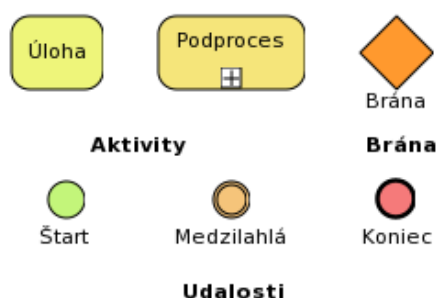 Úloha
Podproces
Brána
Aktivity
Brána
Štart
Medzilahlá
Koniec
Udalosti